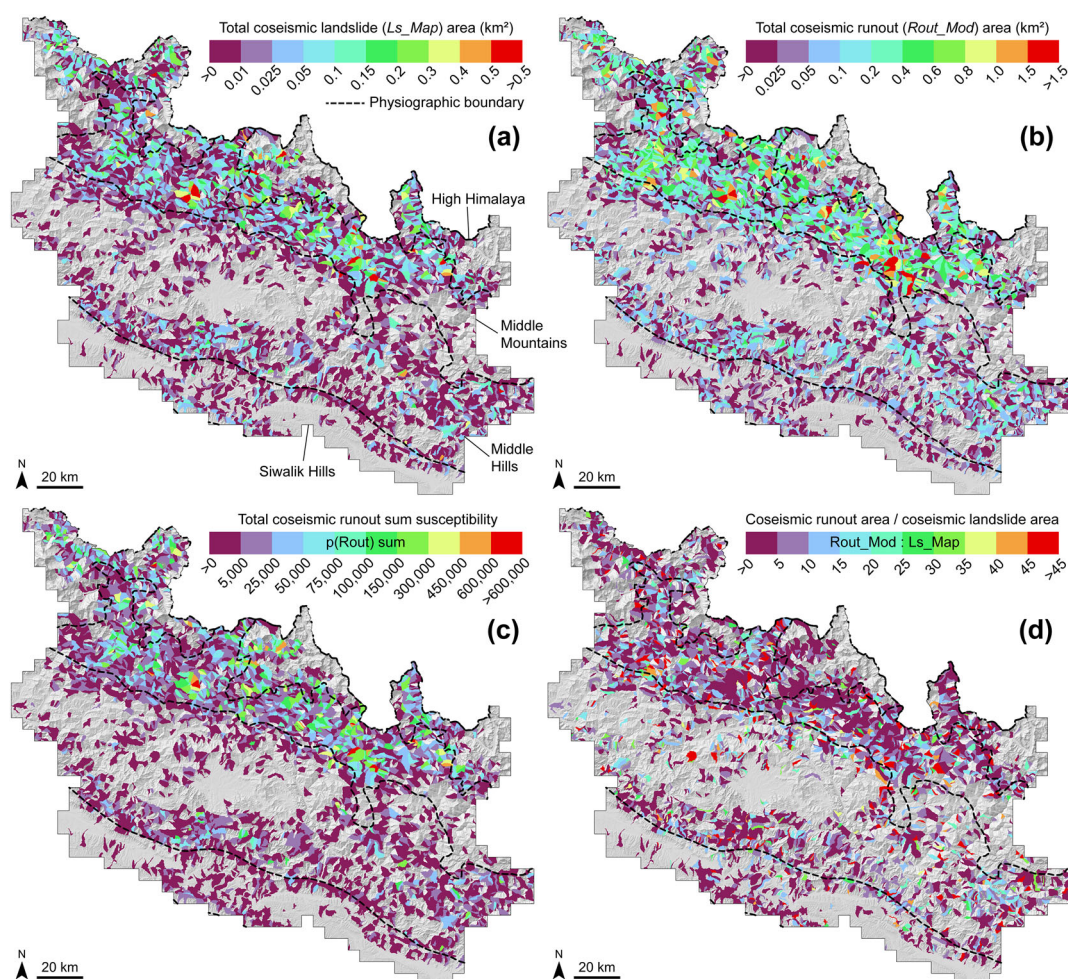 Total coseismic landslide (Ls_Map) area (km²)
>0 0.01 0.025 0.05 0.1 0.15 0.2 0.3 0.4 0.5 >0.5
Physiographic boundary
(a)
High Himalaya
Middle
Mountains
Middle
Hills
Siwalik Hills
N
20 km
Total coseismic runout (Rout_Mod) area (km²)
>0 0.025 0.05 0.1 0.2 0.4 0.6 0.8 1.0 1.5 >1.5
(b)
N
20 km
Total coseismic runout sum susceptibility
p(Rout) sum
>0 5,000 25,000 50,000 75,000 100,000 150,000 300,000 450,000 600,000 >600,000
(c)
N
20 km
Coseismic runout area / coseismic landslide area
Rout_Mod : Ls_Map
>0 5 10 15 20 25 30 35 40 45 >45
(d)
N
20 km